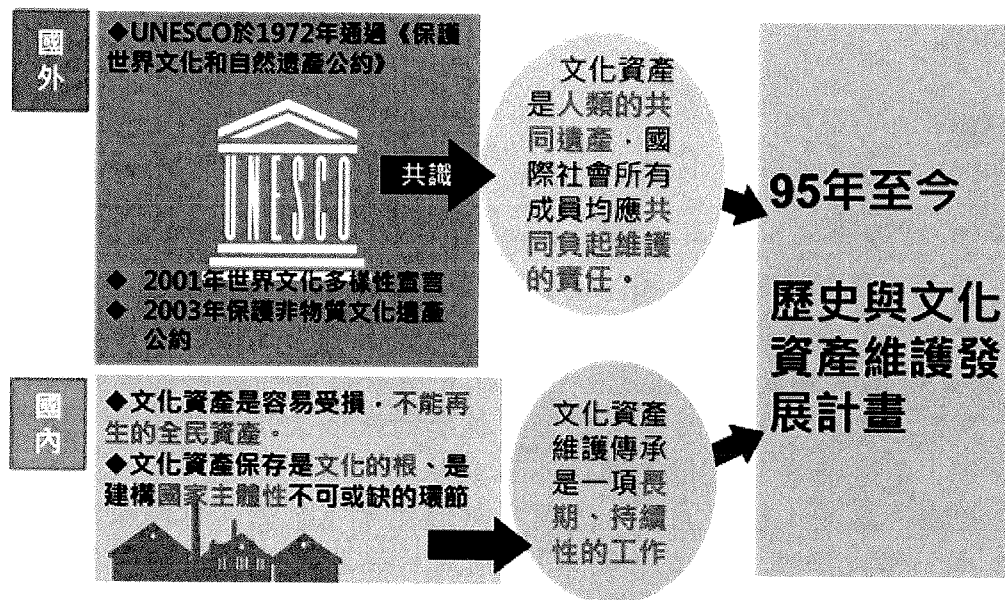 國
外
◆UNESCO於1972年通過《保護
世界文化和自然遺產公約》
UNESCO
◆ 2001年世界文化多樣性宣言
◆ 2003年保護非物質文化遺產
公約
共識
文化資產
是人類的共
同遺產，國
際社會所有
成員均應共
同負起維護
的責任。
國
內
◆文化資產是容易受損，不能再
生的全民資產。
◆文化資產保存是文化的根、是
建構國家主體性不可或缺的環節
文化資產
維護傳承
是一項長
期、持續
性的工作
95年至今
歷史與文化
資產維護發
展計畫